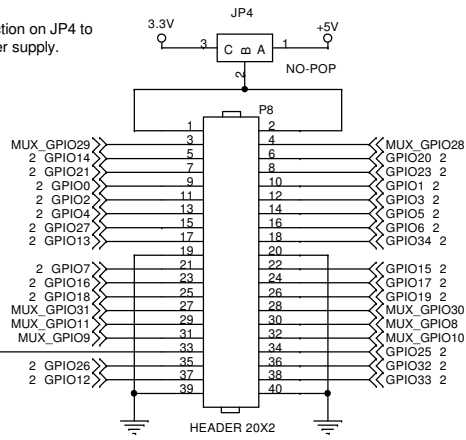 ction on JP4 to
er supply.
JP4
3.3V
+5V
3 C B A 1
2
NO-POP
P8
1 2
MUX_GPIO29 3 4 MUX_GPIO28
2 GPIO14 5 6 GPIO20 2
2 GPIO21 7 8 GPIO23 2
2 GPIO0 9 10 GPIO1 2
2 GPIO2 11 12 GPIO3 2
2 GPIO4 13 14 GPIO5 2
2 GPIO27 15 16 GPIO6 2
2 GPIO13 17 18 GPIO34 2
19 20
2 GPIO7 21 22 GPIO15 2
2 GPIO16 23 24 GPIO17 2
2 GPIO18 25 26 GPIO19 2
MUX_GPIO31 27 28 MUX_GPIO30
MUX_GPIO11 29 30 MUX_GPIO8
MUX_GPIO9 31 32 MUX_GPIO10
33 34 GPIO25 2
2 GPIO26 35 36 GPIO32 2
2 GPIO12 37 38 GPIO33 2
39 40
HEADER 20X2